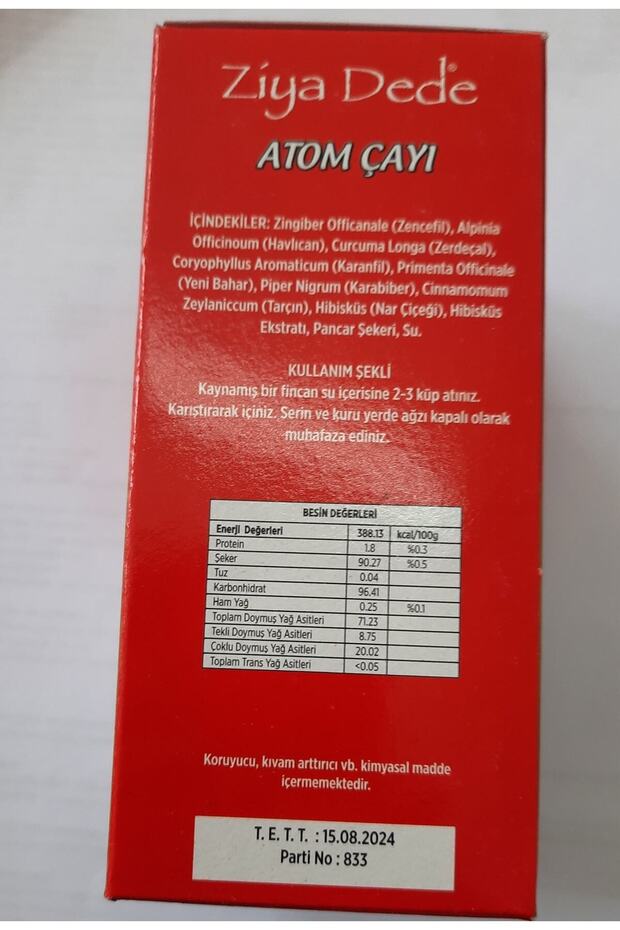 Ziya Dede®
ATOM ÇAYI
İÇİNDEKİLER: Zingiber Officanale (Zencefil), Alpinia
Officinoum (Havlıcan), Curcuma Longa (Zerdeçal),
Coryophyllus Aromaticum (Karanfil), Primenta Officinale
(Yeni Bahar), Piper Nigrum (Karabiber), Cinnamomum
Zeylaniccum (Tarçın), Hibisküs (Nar Çiçeği), Hibisküs
Ekstratı, Pancar Şekeri, Su.
KULLANIM ŞEKLİ
Kaynamış bir fincan su içerisine 2-3 küp atınız.
Karıştırarak içiniz. Serin ve kuru yerde ağzı kapalı olarak
muhafaza ediniz.
BESİN DEĞERLERİ
Enerji Değerleri 388.13 kcal/100g
Protein 1.8 %0.3
Şeker 90.27 %0.5
Tuz 0.04
Karbonhidrat 96.41
Ham Yağ 0.25 %0.1
Toplam Doymuş Yağ Asitleri 71.23
Tekli Doymuş Yağ Asitleri 8.75
Çoklu Doymuş Yağ Asitleri 20.02
Toplam Trans Yağ Asitleri <0.05
Koruyucu, kıvam arttırıcı vb. kimyasal madde
içermemektedir.
T. E. T. T. : 15.08.2024
Parti No : 833